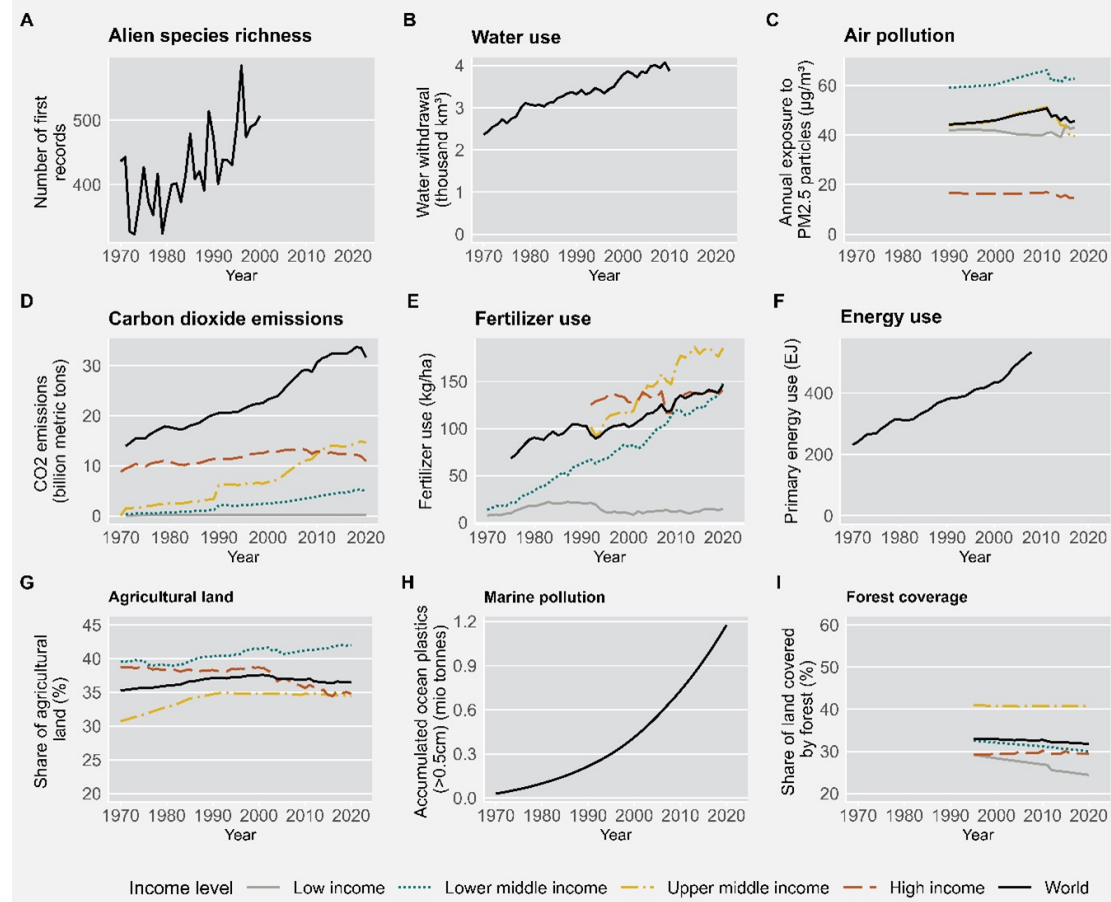 A
Alien species richness
Number of first
records
500
400
1970 1980 1990 2000 2010 2020
Year
B
Water use
Water withdrawal
(thousand km³)
4
3
2
1
0
1970 1980 1990 2000 2010 2020
Year
C
Air pollution
Annual exposure to
PM2.5 particles (µg/m³)
60
40
20
0
1970 1980 1990 2000 2010 2020
Year
D
Carbon dioxide emissions
CO2 emissions
(billion metric tons)
30
20
10
0
1970 1980 1990 2000 2010 2020
Year
E
Fertilizer use
Fertilizer use (kg/ha)
150
100
50
0
1970 1980 1990 2000 2010 2020
Year
F
Energy use
Primary energy use (EJ)
400
200
0
1970 1980 1990 2000 2010 2020
Year
G
Agricultural land
Share of agricultural
land (%)
45
40
35
30
25
20
1970 1980 1990 2000 2010 2020
Year
H
Marine pollution
Accumulated ocean plastics
(>0.5cm) (mio tonnes)
1.2
0.9
0.6
0.3
0.0
1970 1980 1990 2000 2010 2020
Year
I
Forest coverage
Share of land covered
by forest (%)
60
50
40
30
20
1970 1980 1990 2000 2010 2020
Year
Income level Low income Lower middle income Upper middle income High income World